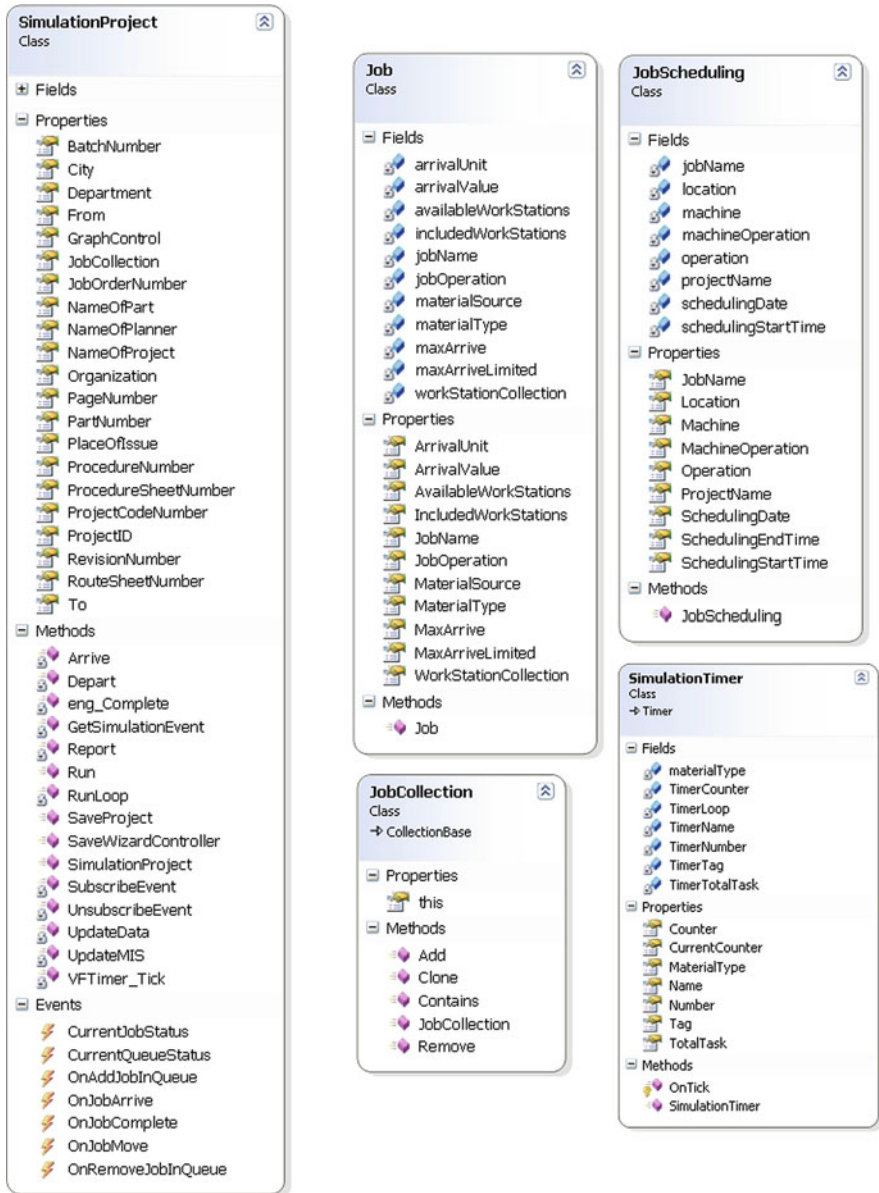 SimulationProject
Class
Fields
Properties
BatchNumber
City
Department
From
GraphControl
JobCollection
JobOrderNumber
NameOfPart
NameOfPlanner
NameOfProject
Organization
PageNumber
PartNumber
PlaceOfIssue
ProcedureNumber
ProcedureSheetNumber
ProjectCodeNumber
ProjectID
RevisionNumber
RouteSheetNumber
To
Methods
Arrive
Depart
eng_Complete
GetSimulationEvent
Report
Run
RunLoop
SaveProject
SaveWizardController
SimulationProject
SubscribeEvent
UnsubscribeEvent
UpdateData
UpdateMIS
VFTimer_Tick
Events
CurrentJobStatus
CurrentQueueStatus
OnAddJobInQueue
OnJobArrive
OnJobComplete
OnJobMove
OnRemoveJobInQueue
Job
Class
Fields
arrivalUnit
arrivalValue
availableWorkStations
includedWorkStations
jobName
jobOperation
materialSource
materialType
maxArrive
maxArriveLimited
workStationCollection
Properties
ArrivalUnit
ArrivalValue
AvailableWorkStations
IncludedWorkStations
JobName
JobOperation
MaterialSource
MaterialType
MaxArrive
MaxArriveLimited
WorkStationCollection
Methods
Job
JobCollection
Class
CollectionBase
Properties
this
Methods
Add
Clone
Contains
JobCollection
Remove
JobScheduling
Class
Fields
jobName
location
machine
machineOperation
operation
projectName
schedulingDate
schedulingStartTime
Properties
JobName
Location
Machine
MachineOperation
Operation
ProjectName
SchedulingDate
SchedulingEndTime
SchedulingStartTime
Methods
JobScheduling
SimulationTimer
Class
Timer
Fields
materialType
TimerCounter
TimerLoop
TimerName
TimerNumber
TimerTag
TimerTotalTask
Properties
Counter
CurrentCounter
MaterialType
Name
Number
Tag
TotalTask
Methods
OnTick
SimulationTimer